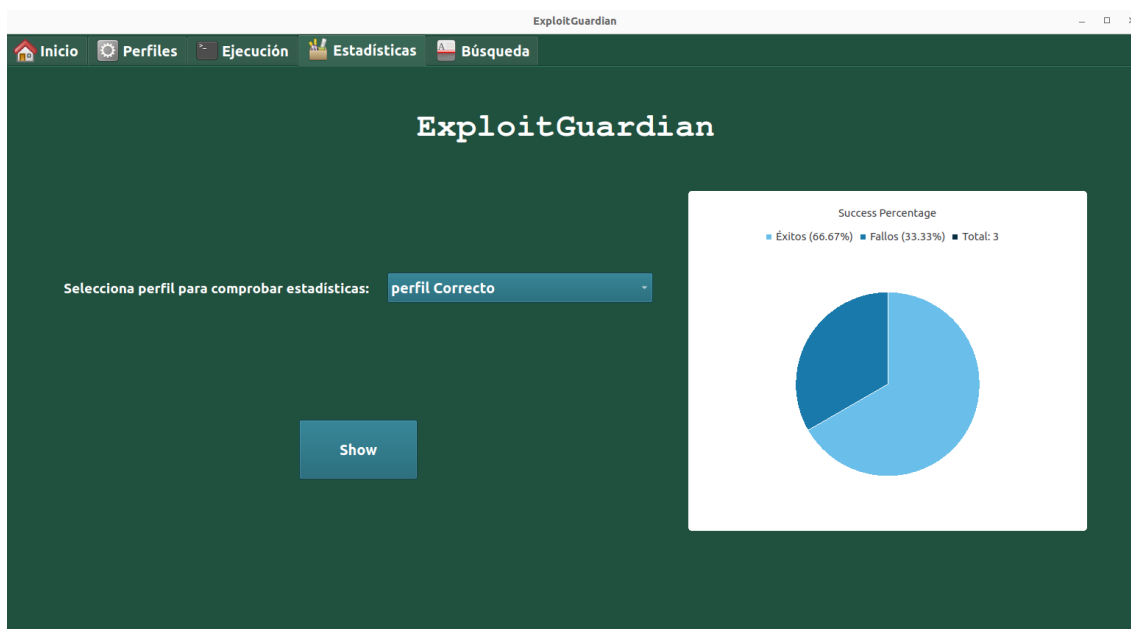 ExploitGuardian
Inicio Perfiles Ejecución Estadísticas Búsqueda
ExploitGuardian
Success Percentage
Éxitos (66.67%) Fallos (33.33%) Total: 3
Selecciona perfil para comprobar estadísticas: perfil Correcto
Show